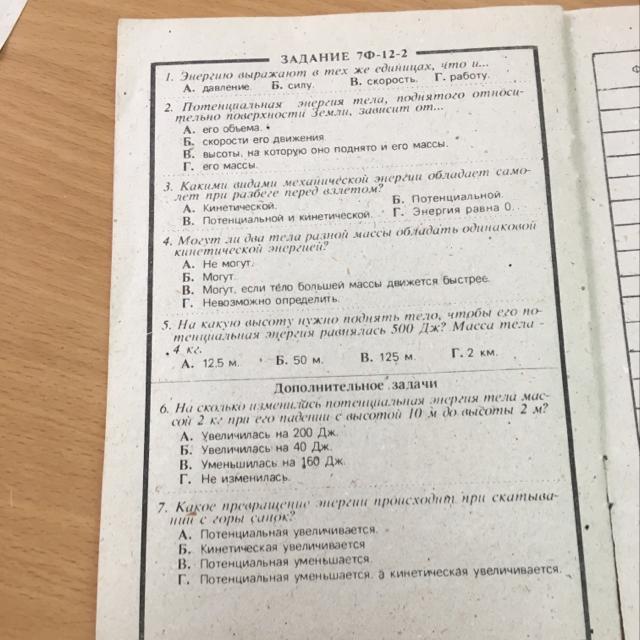 ЗАДАНИЕ 7Ф-12-2
1. Энергию выражают в тех же единицах, что и...
А. давление. Б. силу. В. скорость. Г. работу.
2. Потенциальная энергия тела, поднятого относи-
тельно поверхности Земли, зависит от...
А. его объема.
Б. скорости его движения
В. высоты, на которую оно поднято и его массы.
Г. его массы.
3. Какими видами механической энергии обладает само-
лет при разбеге перед взлетом?
А. Кинетической. Б. Потенциальной.
В. Потенциальной и кинетической. Г. Энергия равна 0.
4. Могут ли два тела разной массы обладать одинаковой
кинетической энергией?
А. Не могут.
Б. Могут.
В. Могут, если тело большей массы движется быстрее.
Г. Невозможно определить.
5. На какую высоту нужно поднять тело, чтобы его по-
тенциальная энергия равнялась 500 Дж? Масса тела -
4 кг.
А. 12,5 м. Б. 50 м. В. 125 м. Г. 2 км.
Дополнительное задачи
6. На сколько изменилась потенциальная энергия тела мас-
сой 2 кг при его падении с высотой 10 м до высоты 2 м?
А. Увеличилась на 200 Дж.
Б. Увеличилась на 40 Дж.
В. Уменьшилась на 160 Дж.
Г. Не изменилась.
7. Какое превращение энергии происходит при скатыва-
нии с горы санок?
А. Потенциальная увеличивается.
Б. Кинетическая увеличивается
В. Потенциальная уменьшается.
Г. Потенциальная уменьшается, а кинетическая увеличивается.